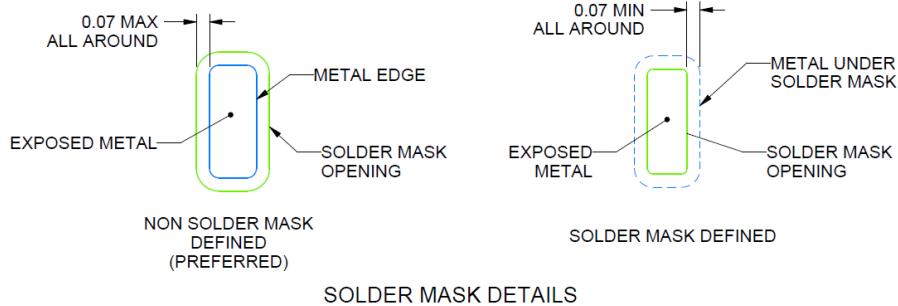 0.07 MAX
ALL AROUND
METAL EDGE
EXPOSED METAL
SOLDER MASK
OPENING
NON SOLDER MASK
DEFINED
(PREFERRED)
0.07 MIN
ALL AROUND
METAL UNDER
SOLDER MASK
EXPOSED
METAL
SOLDER MASK
OPENING
SOLDER MASK DEFINED
SOLDER MASK DETAILS